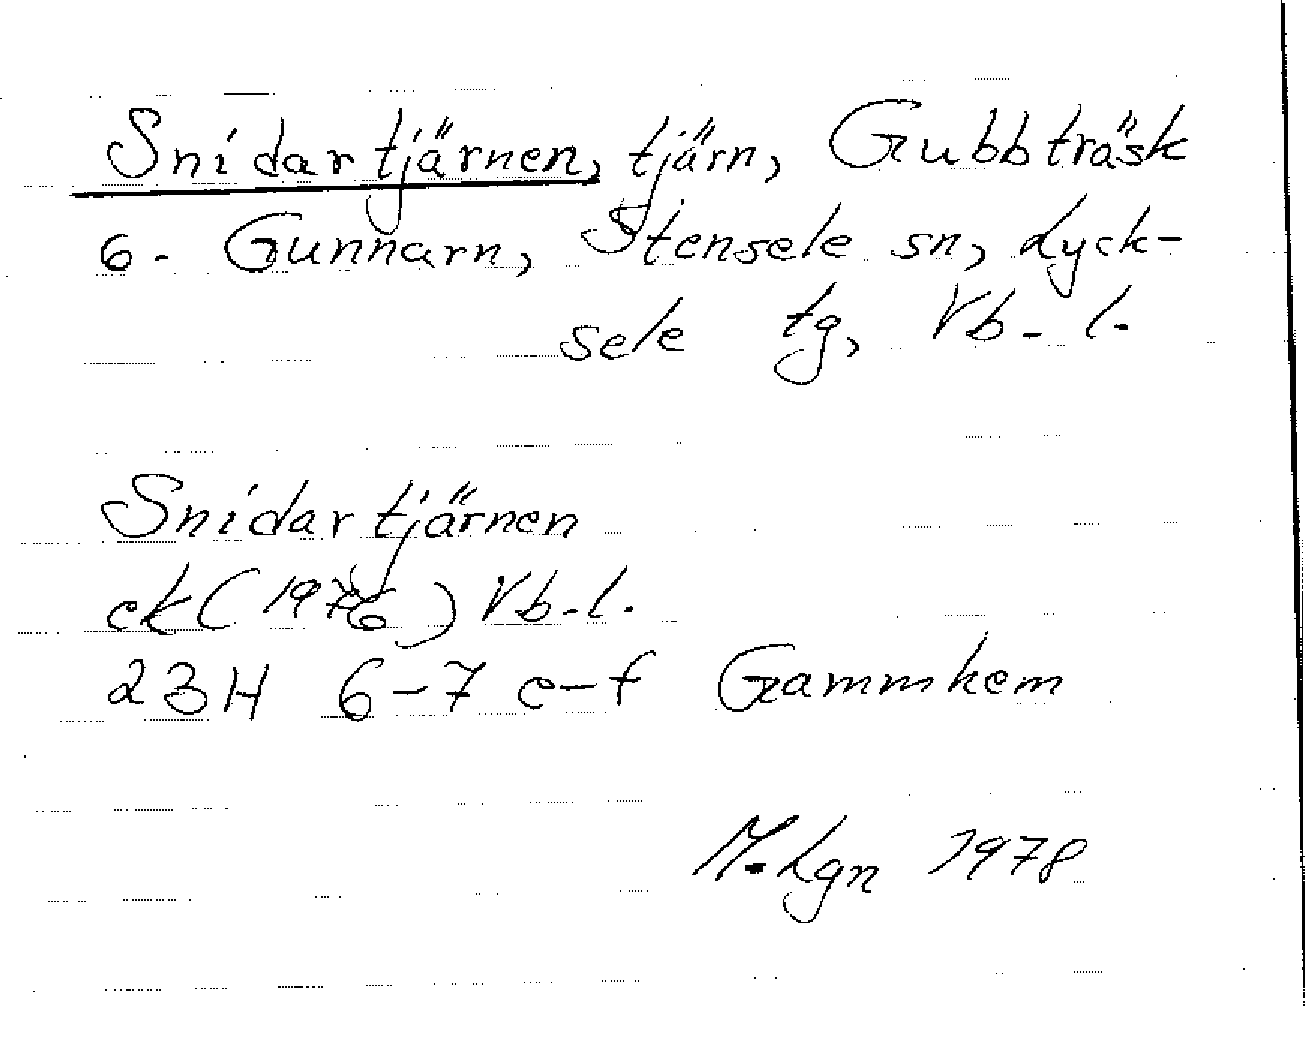 Snidartjärnen, tjärn, Gubbträsk
6. Gunnarn, Stensele sn, Lyck-
sele tg, Vb-l.
Snidartjärnen
ek (1976) Vb-l.
23H 6-7 e-f Gammhem
M.Lgn 1978